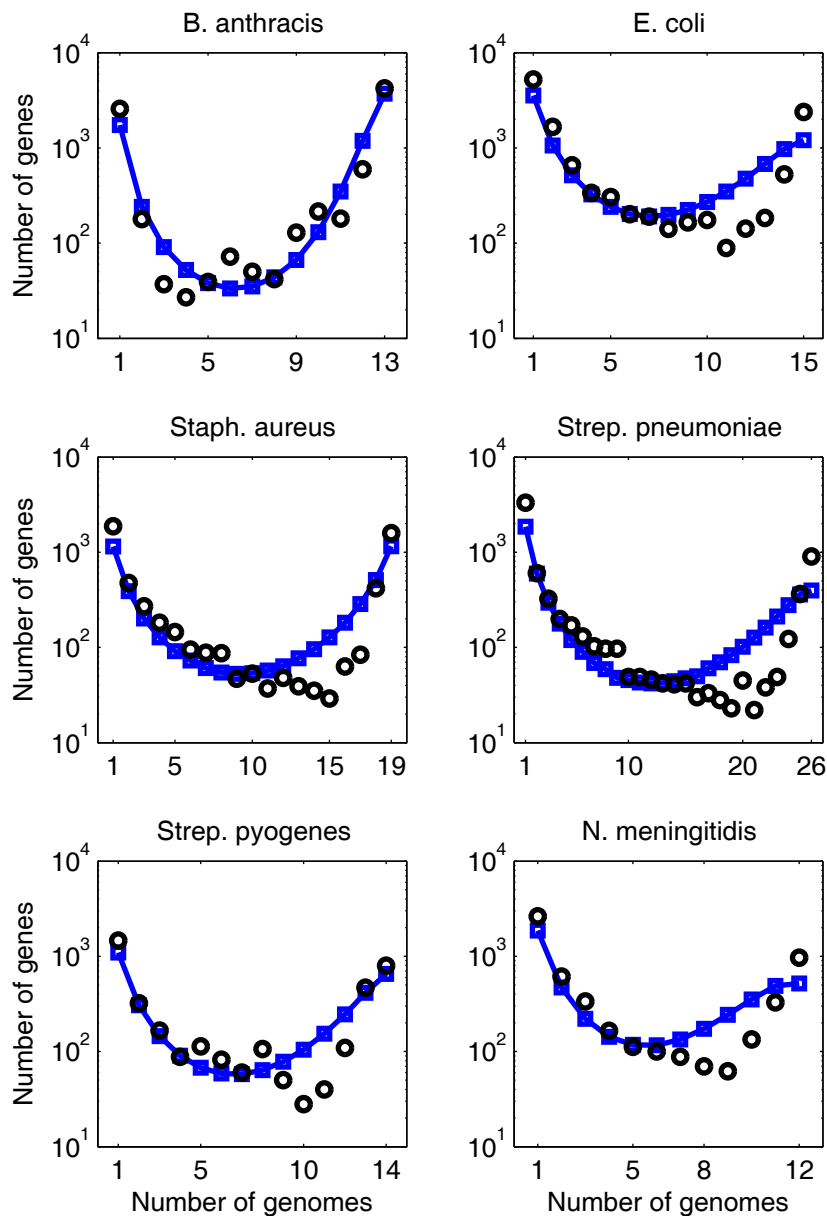 B. anthracis
E. coli
Number of genes
10^4
10^3
10^2
10^1
1 5 9 13
10^4
10^3
10^2
10^1
1 5 10 15
Staph. aureus
Strep. pneumoniae
Number of genes
10^4
10^3
10^2
10^1
1 5 10 15 19
10^4
10^3
10^2
10^1
1 10 20 26
Strep. pyogenes
N. meningitidis
Number of genes
10^4
10^3
10^2
10^1
1 5 10 14
Number of genomes
10^4
10^3
10^2
10^1
1 5 8 12
Number of genomes